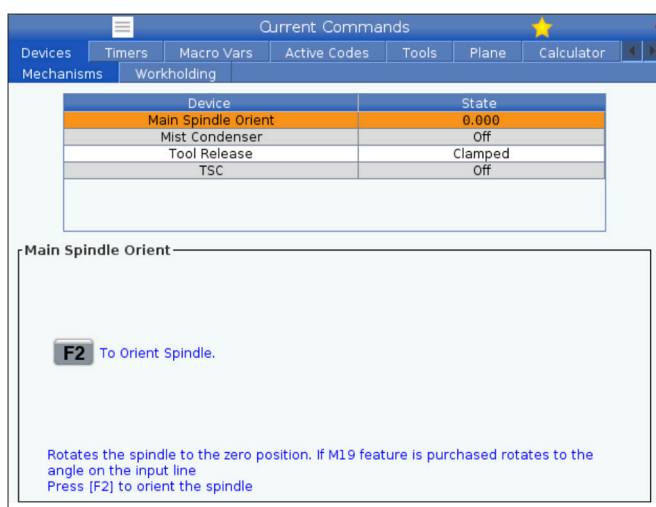 Current Commands
Devices Timers Macro Vars Active Codes Tools Plane Calculator
Mechanisms Workholding
Device State
Main Spindle Orient 0.000
Mist Condenser Off
Tool Release Clamped
TSC Off
Main Spindle Orient
F2 To Orient Spindle.
Rotates the spindle to the zero position. If M19 feature is purchased rotates to the
angle on the input line
Press [F2] to orient the spindle